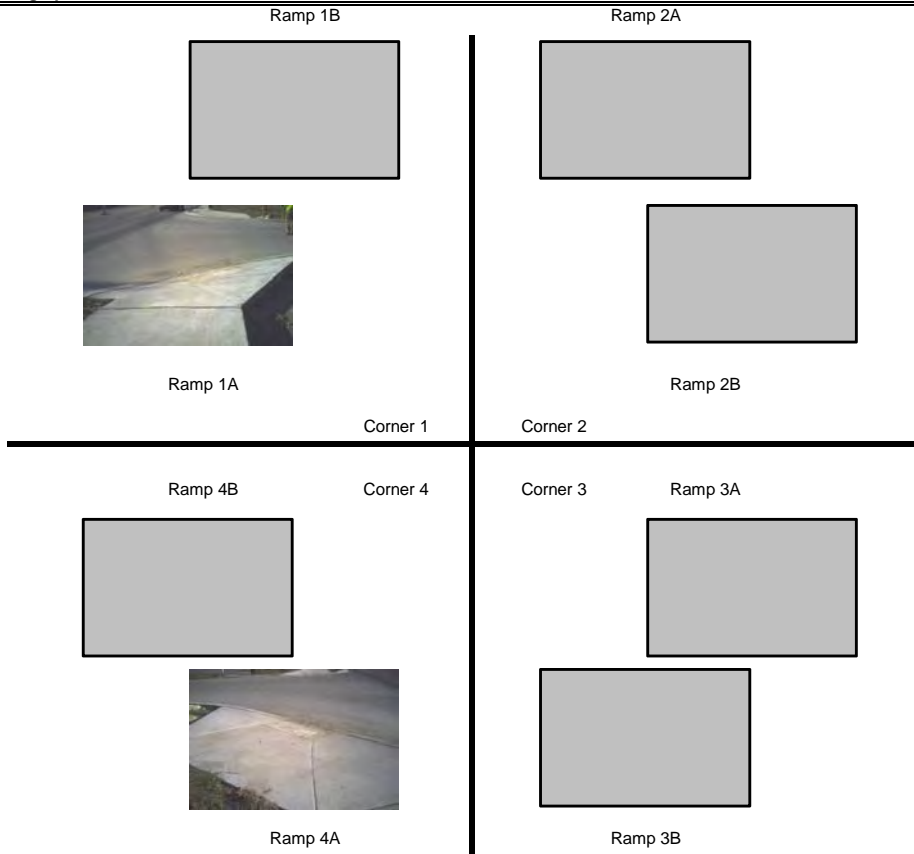 Ramp 1B Ramp 2A
Ramp 1A Ramp 2B
Corner 1 Corner 2
Ramp 4B Corner 4 Corner 3 Ramp 3A
Ramp 4A Ramp 3B